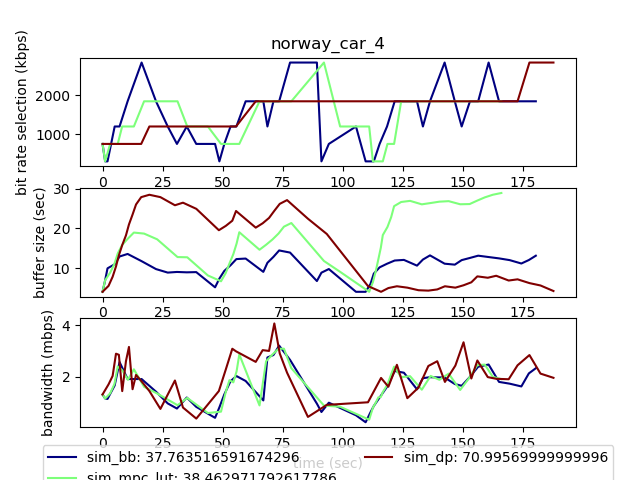 norway_car_4
bit rate selection (kbps)
2000
1000
0 25 50 75 100 125 150 175
buffer size (sec)
30
20
10
0 25 50 75 100 125 150 175
bandwidth (mbps)
4
2
0 25 50 75 100 125 150 175
time (sec)
sim_bb: 37.763516591674296
sim_mpc_lut: 38.462971792617786
sim_dp: 70.99569999999996